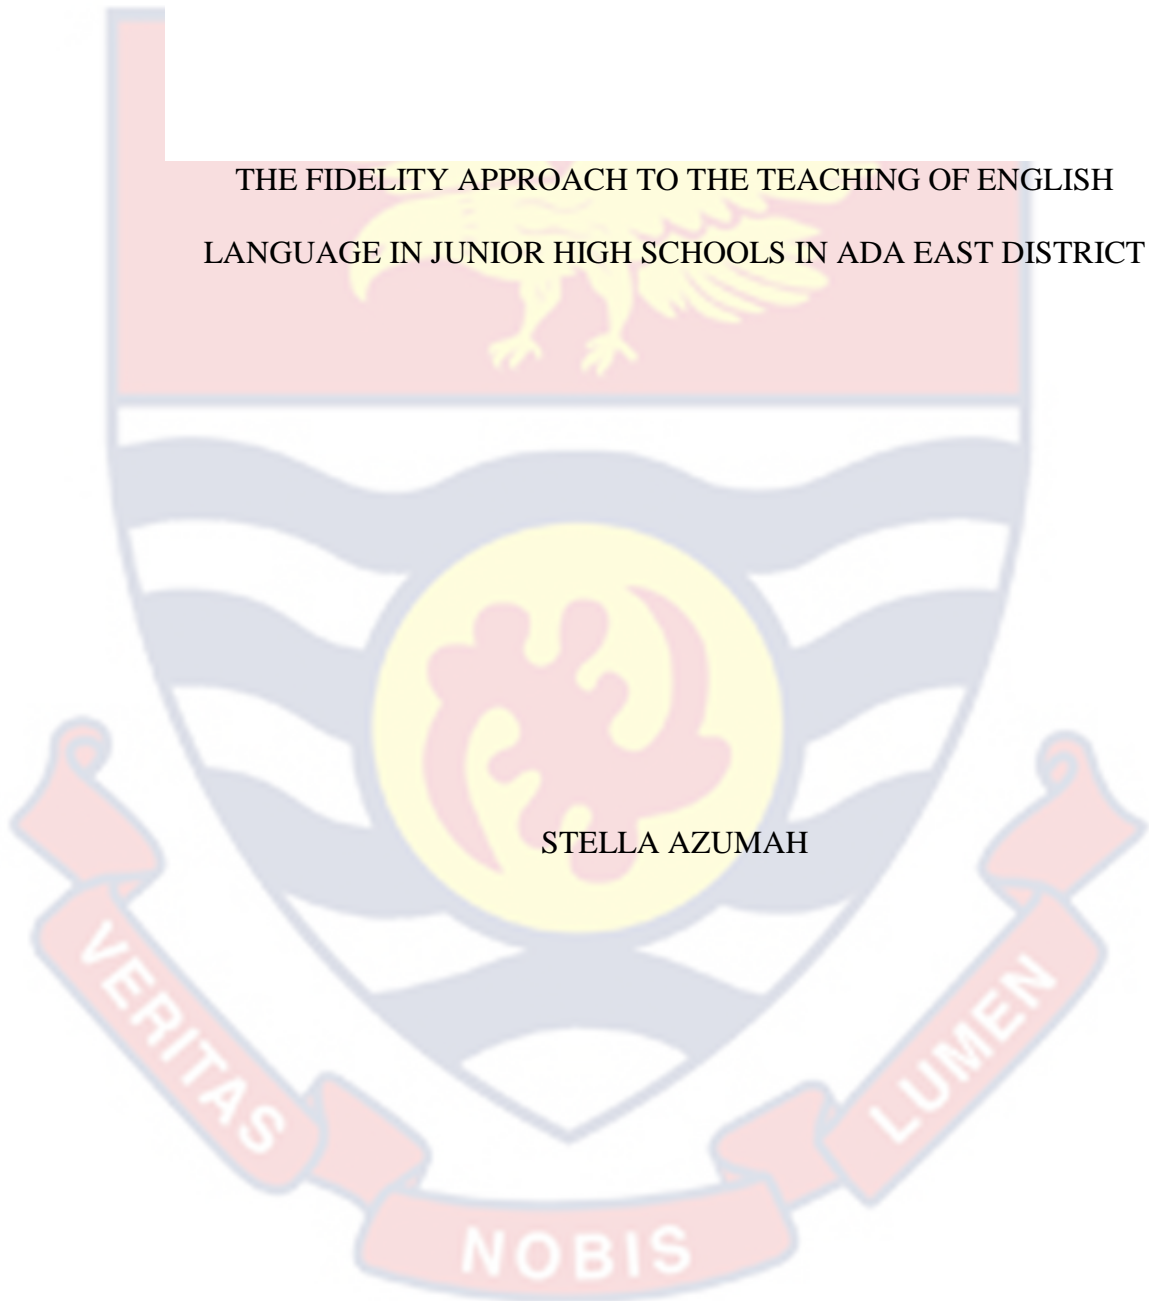 THE FIDELITY APPROACH TO THE TEACHING OF ENGLISH
LANGUAGE IN JUNIOR HIGH SCHOOLS IN ADA EAST DISTRICT
STELLA AZUMAH
VERITAS
NOBIS
LUMEN